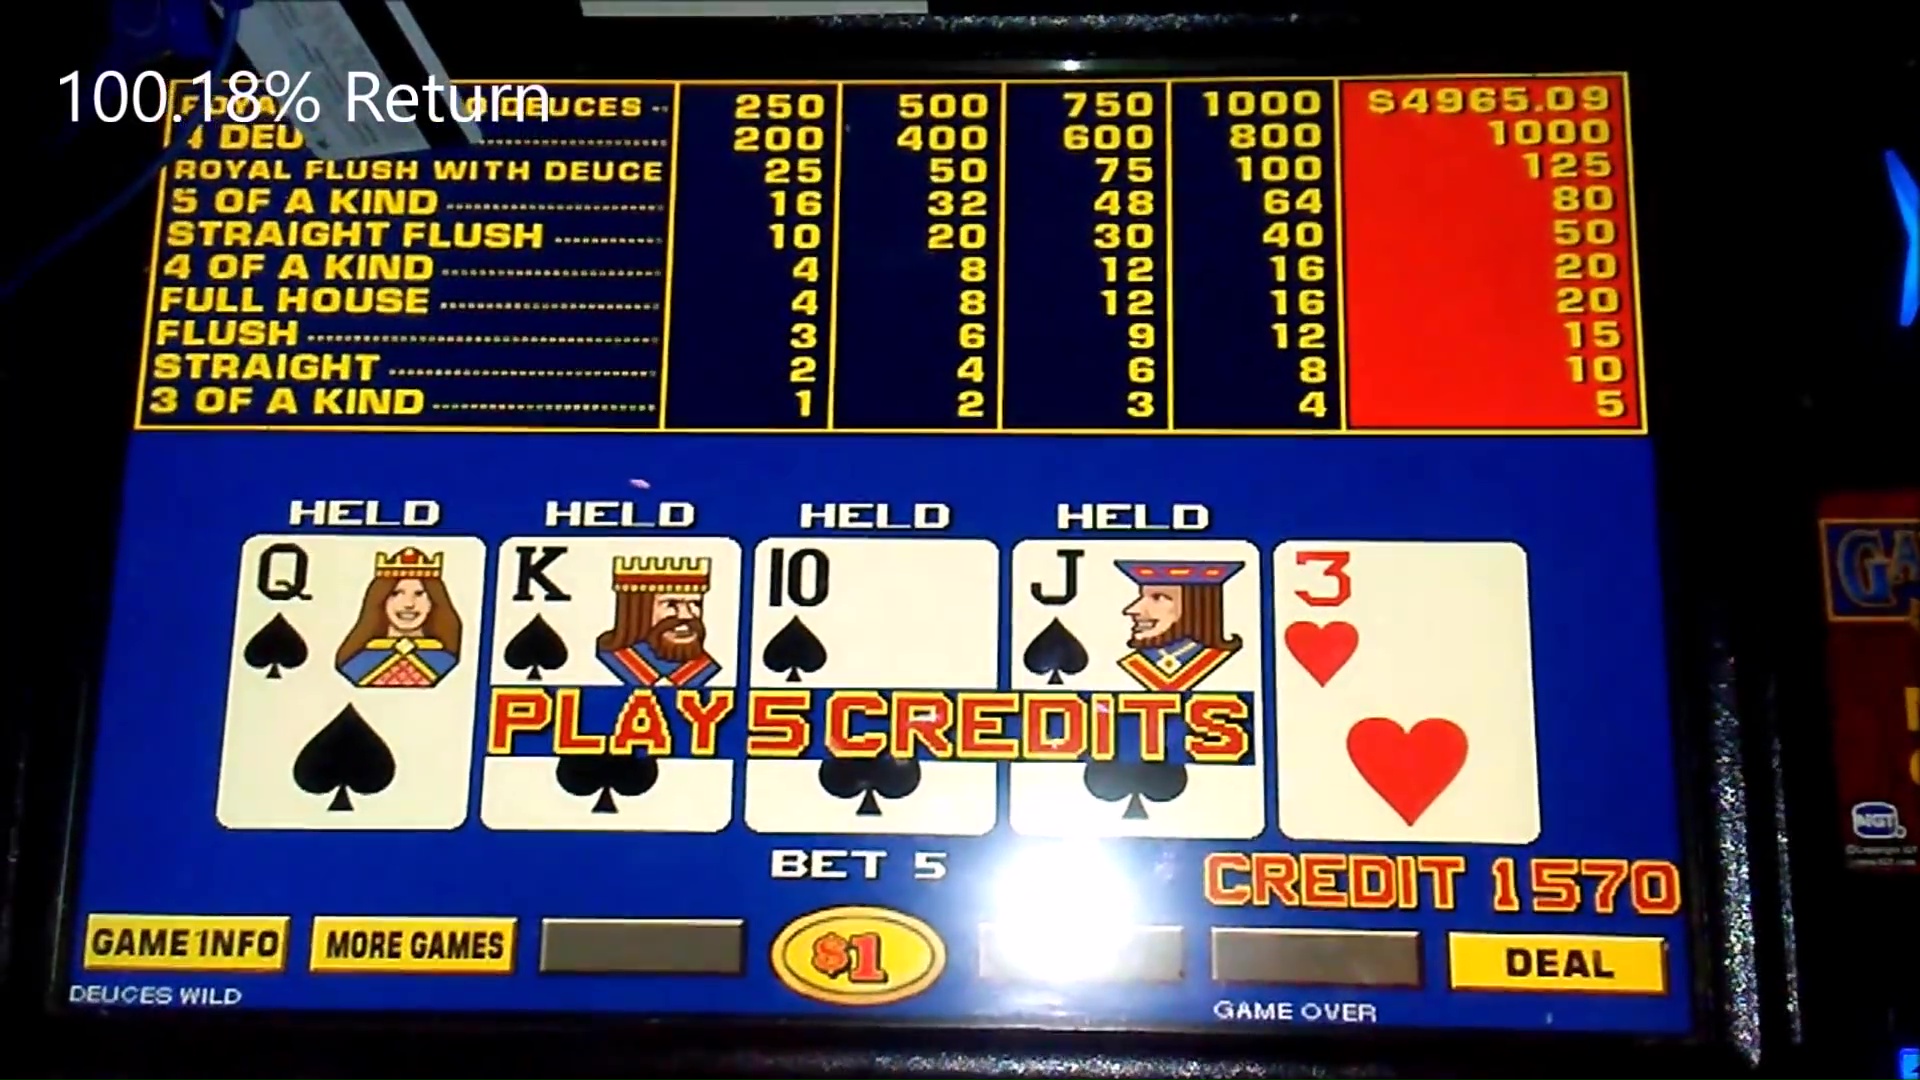 100.18% Return
DEUCES 250 500 750 1000 $4965.09
4 DEU 200 400 600 800 1000
ROYAL FLUSH WITH DEUCE 25 50 75 100 125
5 OF A KIND 16 32 48 64 80
STRAIGHT FLUSH 10 20 30 40 50
4 OF A KIND 4 8 12 16 20
FULL HOUSE 4 8 12 16 20
FLUSH 3 6 9 12 15
STRAIGHT 2 4 6 8 10
3 OF A KIND 1 2 3 4 5
HELD HELD HELD HELD
Q K 10 J 3
PLAY 5 CREDITS
BET 5
CREDIT 1570
GAME INFO MORE GAMES $1 DEAL
DEUCES WILD
GAME OVER
GA
IGT